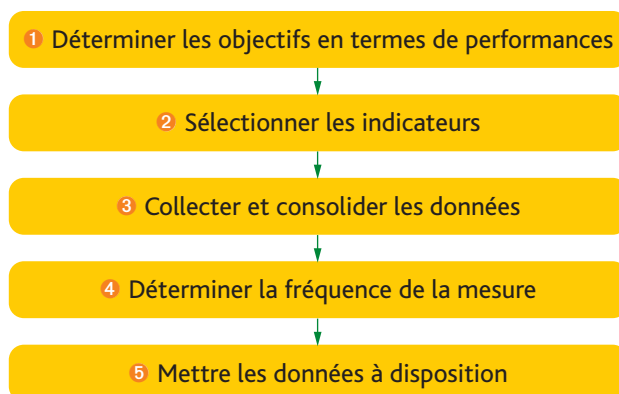 ❶ Déterminer les objectifs en termes de performances
❷ Sélectionner les indicateurs
❸ Collecter et consolider les données
❹ Déterminer la fréquence de la mesure
❺ Mettre les données à disposition